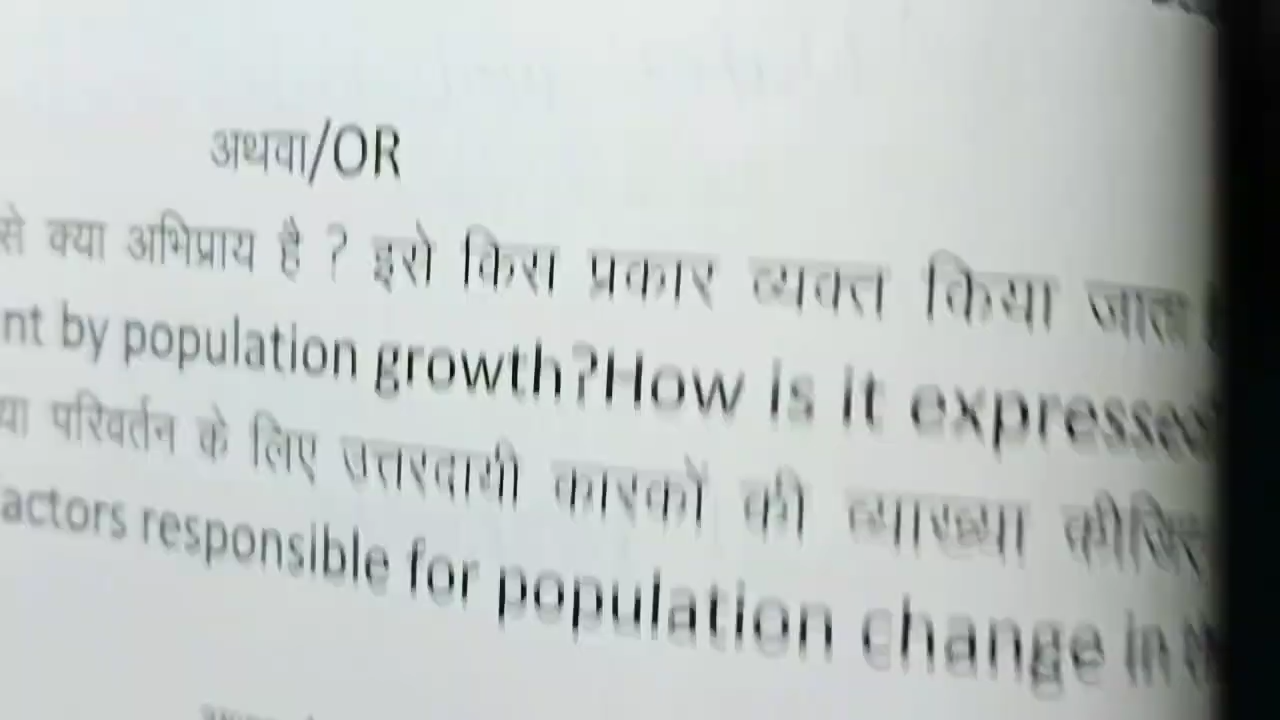 अथवा/OR
से क्या अभिप्राय है ? इसे किस प्रकार व्यक्त किया जाता
nt by population growth?How is it expressed
या परिवर्तन के लिए उत्तरदायी कारकों की व्याख्या
actors responsible for population change in